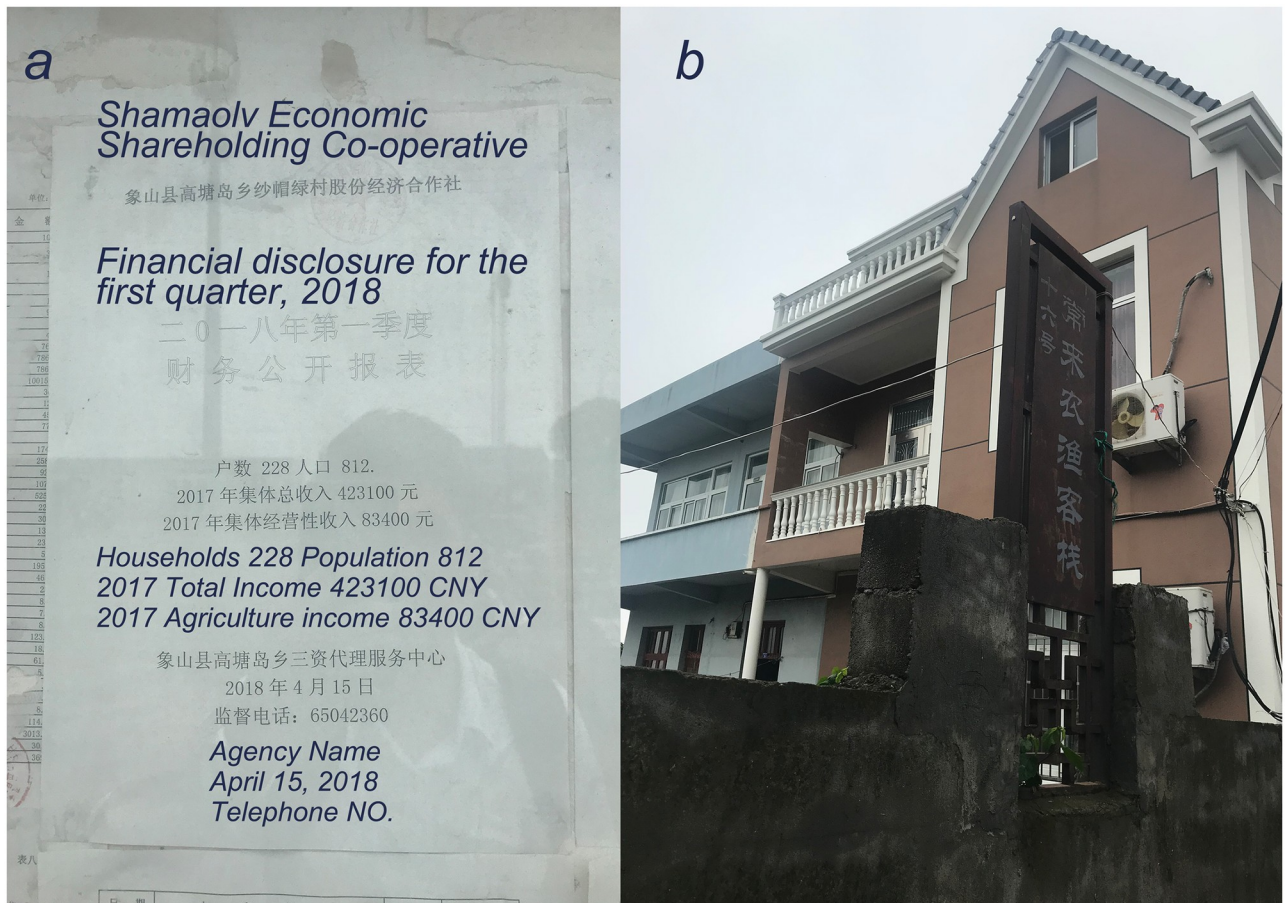 a
Shamaolv Economic
Shareholding Co-operative
象山县高塘岛乡纱帽绿村股份经济合作社
Financial disclosure for the
first quarter, 2018
二0一八年第一季度
财务公开报表
户数 228 人口 812.
2017 年集体总收入 423100 元
2017 年集体经营性收入 83400 元
Households 228 Population 812
2017 Total Income 423100 CNY
2017 Agriculture income 83400 CNY
象山县高塘岛乡三资代理服务中心
2018 年 4 月 15 日
监督电话：65042360
Agency Name
April 15, 2018
Telephone NO.
表八
b
常来农渔客栈
十六号